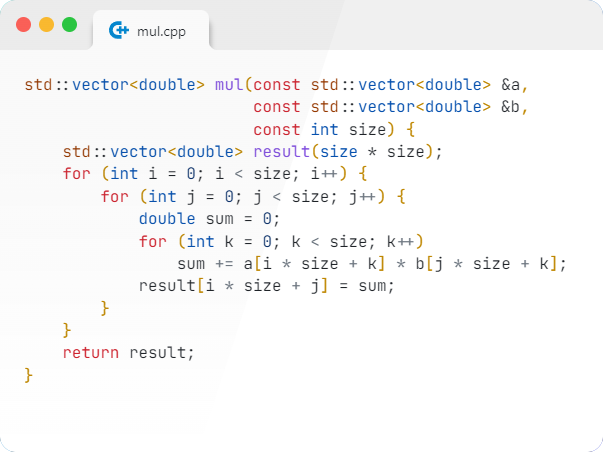 C++ mul.cpp
std::vector<double> mul(const std::vector<double> &a,
                        const std::vector<double> &b,
                        const int size) {
    std::vector<double> result(size * size);
    for (int i = 0; i < size; i++) {
        for (int j = 0; j < size; j++) {
            double sum = 0;
            for (int k = 0; k < size; k++)
                sum += a[i * size + k] * b[j * size + k];
            result[i * size + j] = sum;
        }
    }
    return result;
}